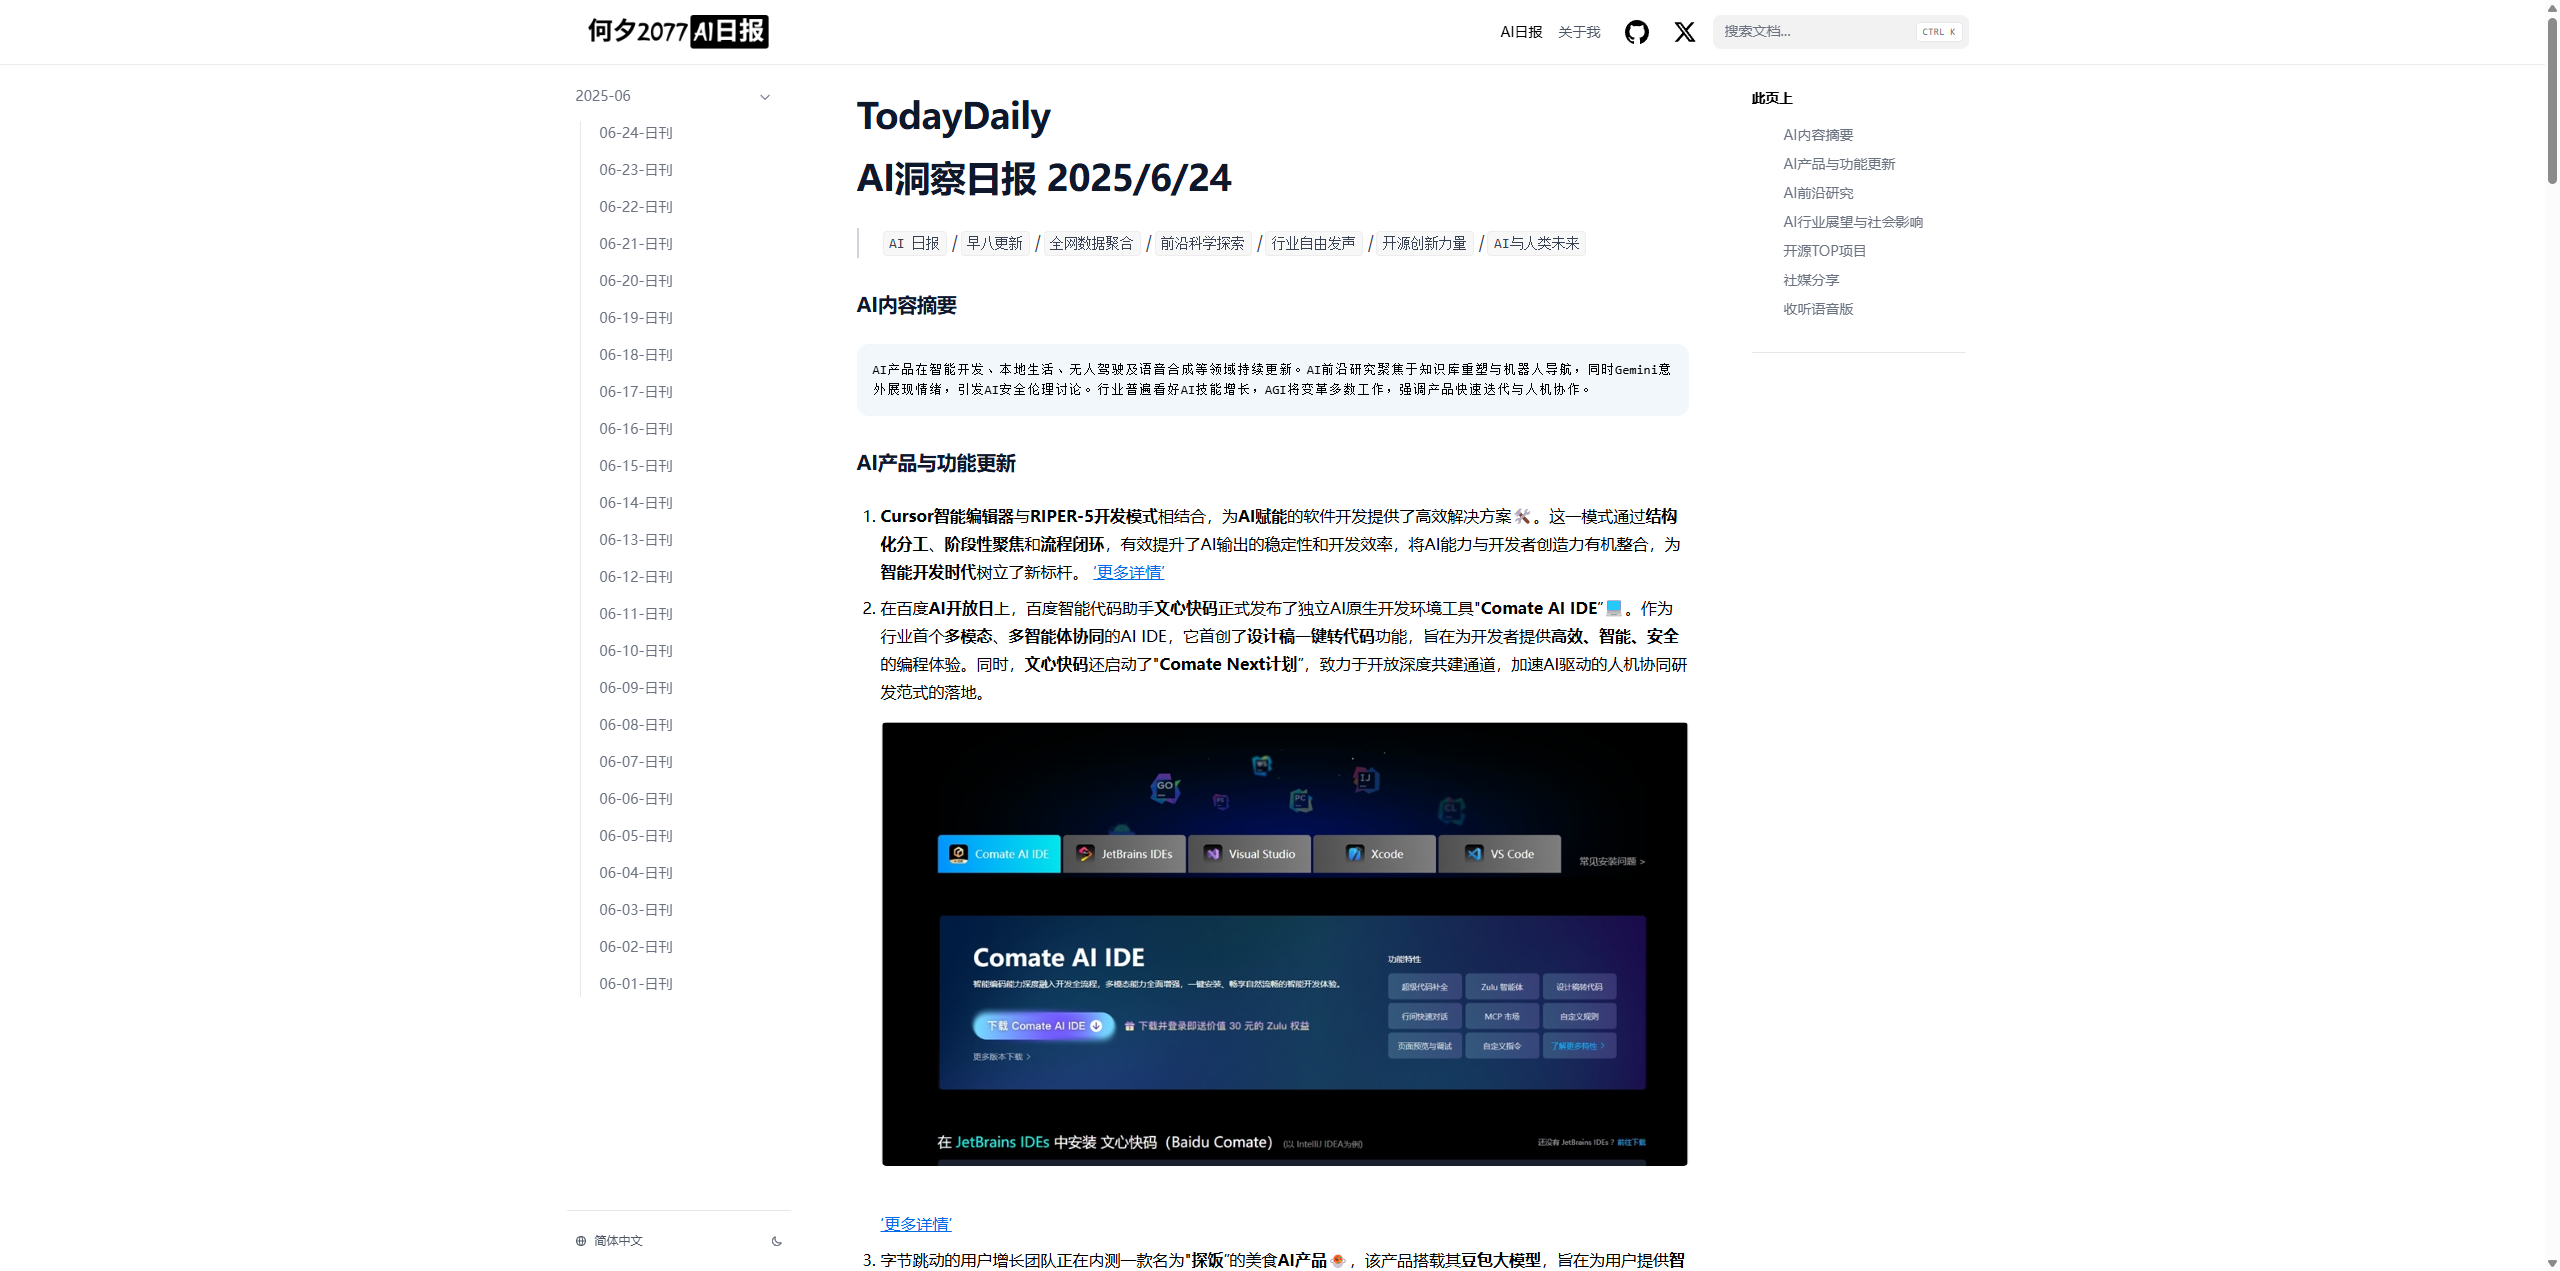 何夕2077AI日报
AI日报 关于我 搜索文档... CTRL K
2025-06
06-24-日刊
06-23-日刊
06-22-日刊
06-21-日刊
06-20-日刊
06-19-日刊
06-18-日刊
06-17-日刊
06-16-日刊
06-15-日刊
06-14-日刊
06-13-日刊
06-12-日刊
06-11-日刊
06-10-日刊
06-09-日刊
06-08-日刊
06-07-日刊
06-06-日刊
06-05-日刊
06-04-日刊
06-03-日刊
06-02-日刊
06-01-日刊
简体中文
TodayDaily
AI洞察日报 2025/6/24
AI 日报 / 早八更新 / 全网数据聚合 / 前沿科学探索 / 行业自由发声 / 开源创新力量 / AI与人类未来
AI内容摘要
AI产品在智能开发、本地生活、无人驾驶及语音合成等领域持续更新。AI前沿研究聚焦于知识库重塑与机器人导航，同时Gemini意
外展现情绪，引发AI安全伦理讨论。行业普遍看好AI技能增长，AGI将变革多数工作，强调产品快速迭代与人机协作。
AI产品与功能更新
1. Cursor智能编辑器与RIPER-5开发模式相结合，为AI赋能的软件开发提供了高效解决方案🛠️。这一模式通过结构
化分工、阶段性聚焦和流程闭环，有效提升了AI输出的稳定性和开发效率，将AI能力与开发者创造力有机整合，为
智能开发时代树立了新标杆。 '更多详情'
2. 在百度AI开放日上，百度智能代码助手文心快码正式发布了独立AI原生开发环境工具"Comate AI IDE"💻。作为
行业首个多模态、多智能体协同的AI IDE，它首创了设计稿一键转代码功能，旨在为开发者提供高效、智能、安全
的编程体验。同时，文心快码还启动了"Comate Next计划"，致力于开放深度共建通道，加速AI驱动的人机协同研
发范式的落地。
GO
IJ
PC
CL
Comate AI IDE JetBrains IDEs Visual Studio Xcode VS Code 常见安装问题 >
Comate AI IDE
智能编码能力深度融入开发全流程，多模态能力全面增强，一键安装、畅享自然流畅的智能开发体验。
下载 Comate AI IDE 下载并登录即送价值 30 元的 Zulu 权益
更多版本下载 >
功能特性
超级代码补全 Zulu 智能体 设计稿转代码
行间快速对话 MCP 市场 自定义规则
页面预览与调试 自定义指令 了解更多特性 >
在 JetBrains IDEs 中安装 文心快码（Baidu Comate） (以 IntelliJ IDEA为例)
还没有 JetBrains IDEs？前往下载
'更多详情'
3. 字节跳动的用户增长团队正在内测一款名为"探饭"的美食AI产品🍲，该产品搭载其豆包大模型，旨在为用户提供智
此页上
AI内容摘要
AI产品与功能更新
AI前沿研究
AI行业展望与社会影响
开源TOP项目
社媒分享
收听语音版